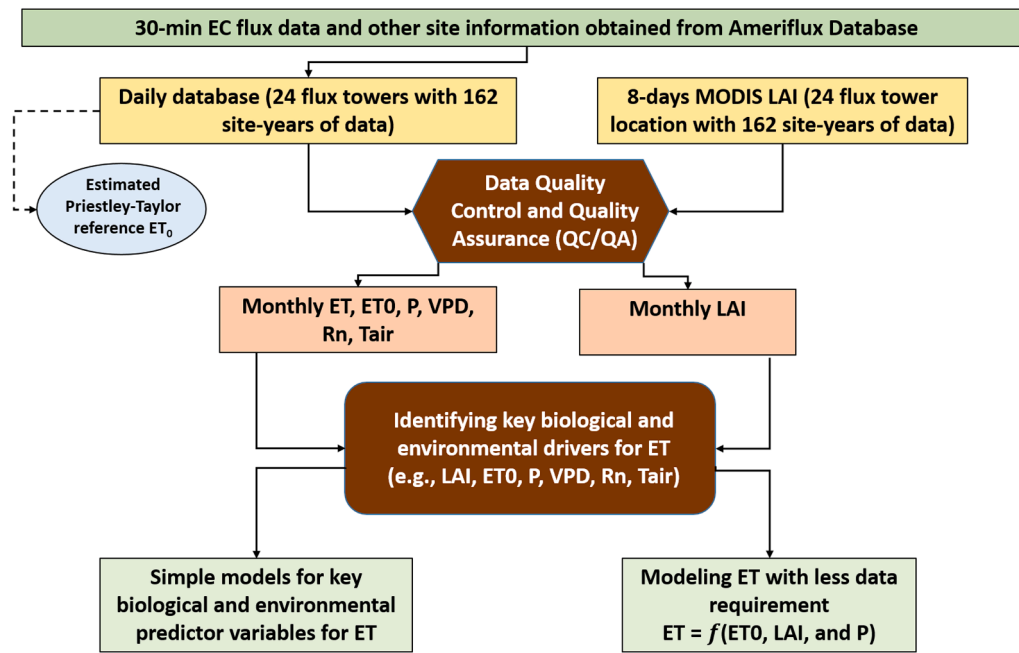 30-min EC flux data and other site information obtained from Ameriflux Database
Daily database (24 flux towers with 162
site-years of data)
8-days MODIS LAI (24 flux tower
location with 162 site-years of data)
Estimated
Priestley-Taylor
reference ET₀
Data Quality
Control and Quality
Assurance (QC/QA)
Monthly ET, ET0, P, VPD,
Rn, Tair
Monthly LAI
Identifying key biological and
environmental drivers for ET
(e.g., LAI, ET0, P, VPD, Rn, Tair)
Simple models for key
biological and environmental
predictor variables for ET
Modeling ET with less data
requirement
ET = f(ET0, LAI, and P)